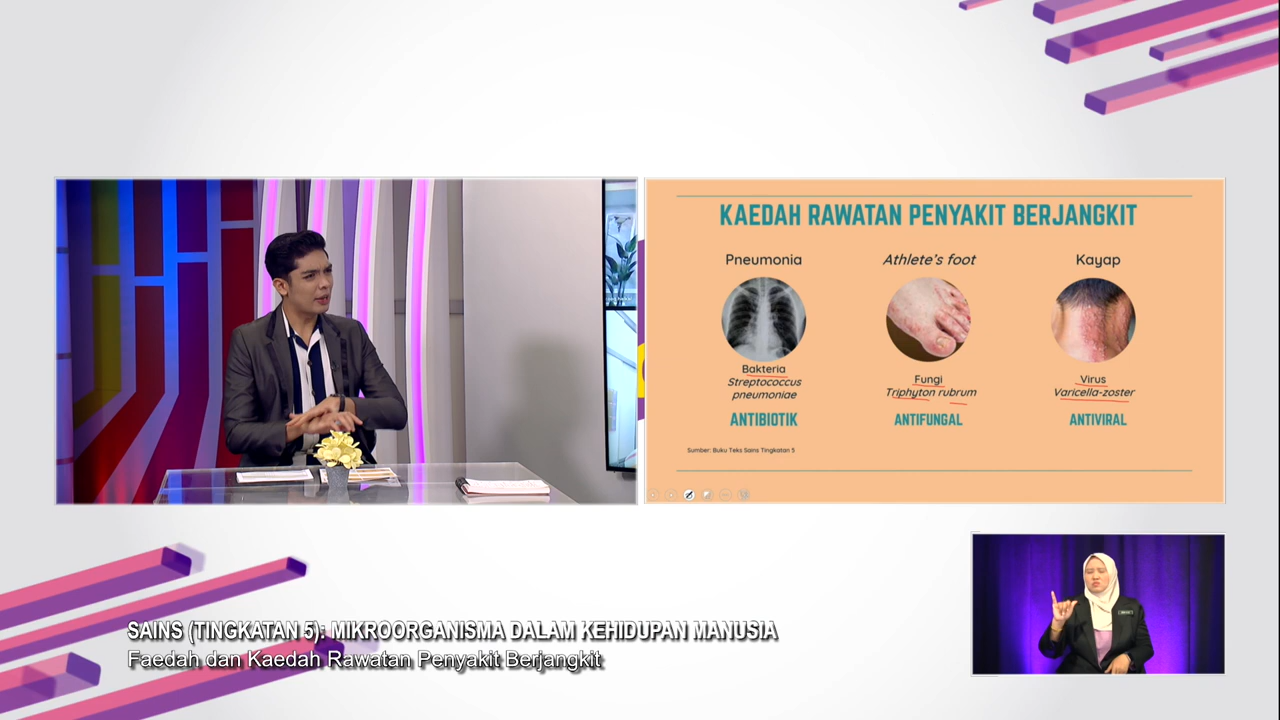 KAEDAH RAWATAN PENYAKIT BERJANGKIT
Pneumonia
Bakteria
Streptococcus
pneumoniae
ANTIBIOTIK
Athlete's foot
Fungi
Triphyton rubrum
ANTIFUNGAL
Kayap
Virus
Varicella-zoster
ANTIVIRAL
Sumber: Buku Teks Sains Tingkatan 5
SAINS (TINGKATAN 5): MIKROORGANISMA DALAM KEHIDUPAN MANUSIA
Faedah dan Kaedah Rawatan Penyakit Berjangkit